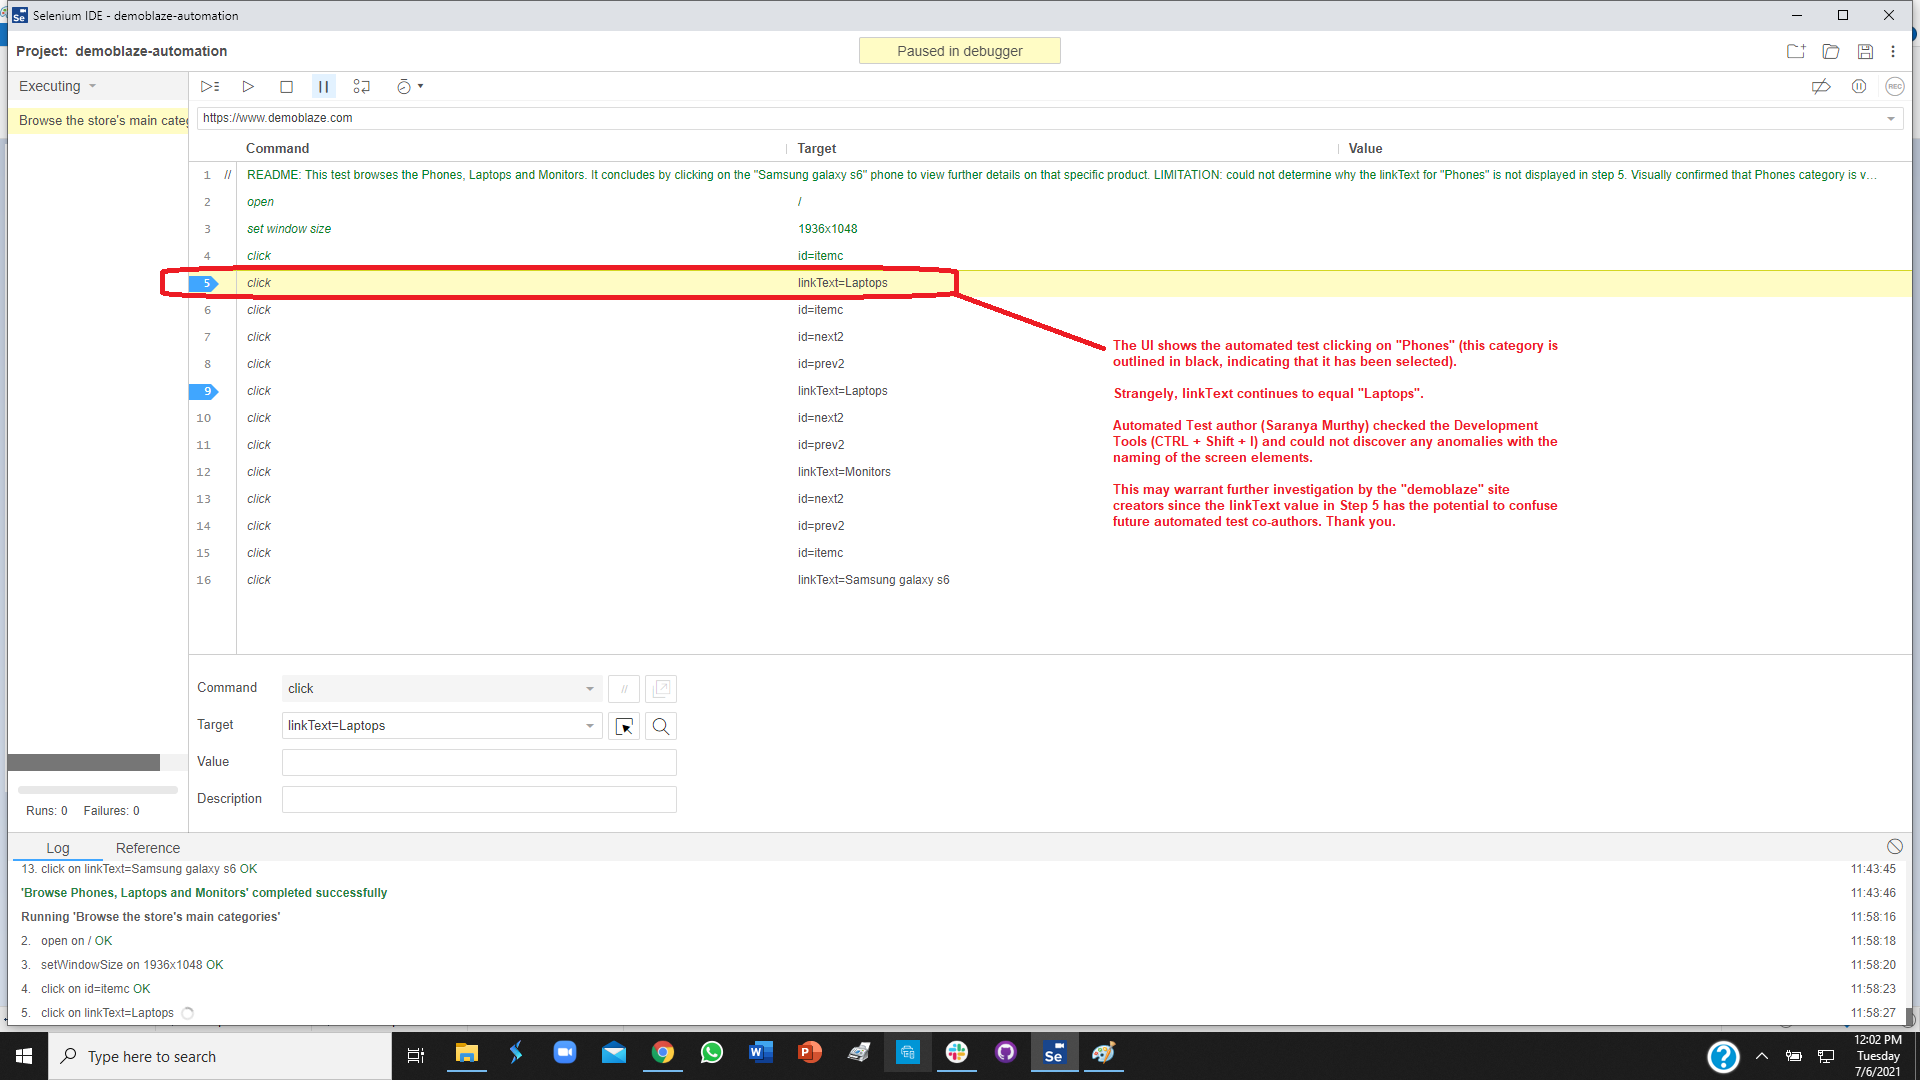 Selenium IDE - demoblaze-automation
Project: demoblaze-automation
Paused in debugger
Executing
REC
Browse the store's main
https://www.demoblaze.com
Command Target Value
1 // README: This test browses the Phones, Laptops and Monitors. It concludes by clicking on the "Samsung galaxy s6" phone to view further details on that specific product. LIMITATION: could not determine why the linkText for "Phones" is not displayed in step 5. Visually confirmed that Phones category is v...
2 open /
3 set window size 1936x1048
4 click id=itemc
5 click linkText=Laptops
6 click id=itemc
7 click id=next2
8 click id=prev2
9 click linkText=Laptops
10 click id=next2
11 click id=prev2
12 click linkText=Monitors
13 click id=next2
14 click id=prev2
15 click id=itemc
16 click linkText=Samsung galaxy s6
The UI shows the automated test clicking on "Phones" (this category is
outlined in black, indicating that it has been selected).
Strangely, linkText continues to equal "Laptops".
Automated Test author (Saranya Murthy) checked the Development
Tools (CTRL + Shift + I) and could not discover any anomalies with the
naming of the screen elements.
This may warrant further investigation by the "demoblaze" site
creators since the linkText value in Step 5 has the potential to confuse
future automated test co-authors. Thank you.
Command click //
Target linkText=Laptops
Value
Description
Runs: 0 Failures: 0
Log Reference
13. click on linkText=Samsung galaxy s6 OK 11:43:45
'Browse Phones, Laptops and Monitors' completed successfully 11:43:46
Running 'Browse the store's main categories' 11:58:16
2. open on / OK 11:58:18
3. setWindowSize on 1936x1048 OK 11:58:20
4. click on id=itemc OK 11:58:23
5. click on linkText=Laptops 11:58:27
Type here to search
Se
12:02 PM
Tuesday
7/6/2021